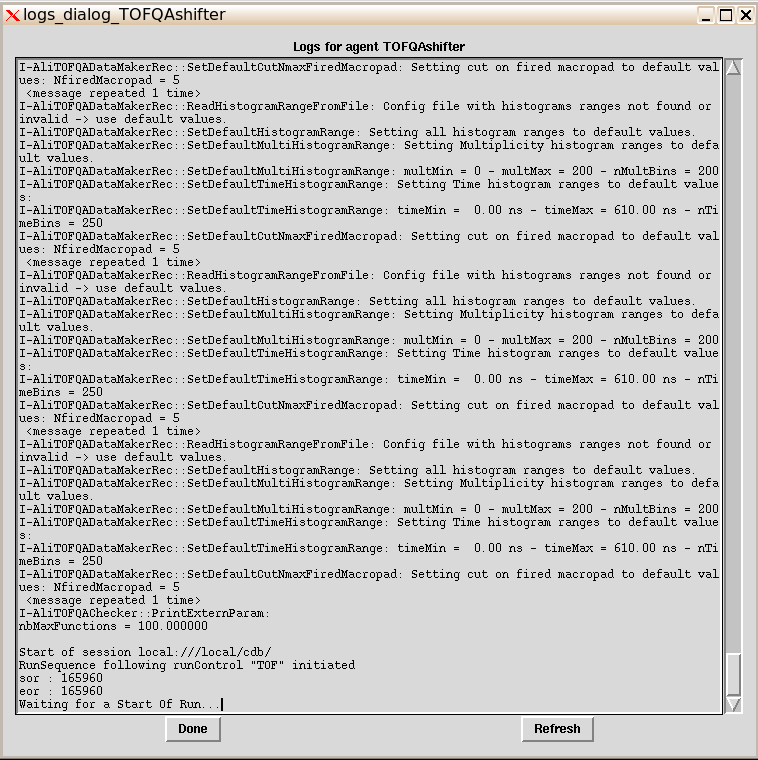 logs_dialog_TOFQAshifter
Logs for agent TOFQAshifter
I-AliTOFQADataMakerRec::SetDefaultCutNmaxFiredMacropad: Setting cut on fired macropad to default val
ues: NfiredMacropad = 5
<message repeated 1 time>
I-AliTOFQADataMakerRec::ReadHistogramRangeFromFile: Config file with histograms ranges not found or
invalid -> use default values.
I-AliTOFQADataMakerRec::SetDefaultHistogramRange: Setting all histogram ranges to default values.
I-AliTOFQADataMakerRec::SetDefaultMultiHistogramRange: Setting Multiplicity histogram ranges to defa
ult values.
I-AliTOFQADataMakerRec::SetDefaultMultiHistogramRange: multMin = 0 - multMax = 200 - nMultBins = 200
I-AliTOFQADataMakerRec::SetDefaultTimeHistogramRange: Setting Time histogram ranges to default value
s:
I-AliTOFQADataMakerRec::SetDefaultTimeHistogramRange: timeMin =  0.00 ns - timeMax = 610.00 ns - nTi
meBins = 250
I-AliTOFQADataMakerRec::SetDefaultCutNmaxFiredMacropad: Setting cut on fired macropad to default val
ues: NfiredMacropad = 5
<message repeated 1 time>
I-AliTOFQADataMakerRec::ReadHistogramRangeFromFile: Config file with histograms ranges not found or
invalid -> use default values.
I-AliTOFQADataMakerRec::SetDefaultHistogramRange: Setting all histogram ranges to default values.
I-AliTOFQADataMakerRec::SetDefaultMultiHistogramRange: Setting Multiplicity histogram ranges to defa
ult values.
I-AliTOFQADataMakerRec::SetDefaultMultiHistogramRange: multMin = 0 - multMax = 200 - nMultBins = 200
I-AliTOFQADataMakerRec::SetDefaultTimeHistogramRange: Setting Time histogram ranges to default value
s:
I-AliTOFQADataMakerRec::SetDefaultTimeHistogramRange: timeMin =  0.00 ns - timeMax = 610.00 ns - nTi
meBins = 250
I-AliTOFQADataMakerRec::SetDefaultCutNmaxFiredMacropad: Setting cut on fired macropad to default val
ues: NfiredMacropad = 5
<message repeated 1 time>
I-AliTOFQADataMakerRec::ReadHistogramRangeFromFile: Config file with histograms ranges not found or
invalid -> use default values.
I-AliTOFQADataMakerRec::SetDefaultHistogramRange: Setting all histogram ranges to default values.
I-AliTOFQADataMakerRec::SetDefaultMultiHistogramRange: Setting Multiplicity histogram ranges to defa
ult values.
I-AliTOFQADataMakerRec::SetDefaultMultiHistogramRange: multMin = 0 - multMax = 200 - nMultBins = 200
I-AliTOFQADataMakerRec::SetDefaultTimeHistogramRange: Setting Time histogram ranges to default value
s:
I-AliTOFQADataMakerRec::SetDefaultTimeHistogramRange: timeMin =  0.00 ns - timeMax = 610.00 ns - nTi
meBins = 250
I-AliTOFQADataMakerRec::SetDefaultCutNmaxFiredMacropad: Setting cut on fired macropad to default val
ues: NfiredMacropad = 5
<message repeated 1 time>
I-AliTOFQAChecker::PrintExternParam:
nbMaxFunctions = 100.000000
Start of session local:///local/cdb/
RunSequence following runControl "TOF" initiated
sor : 165960
eor : 165960
Waiting for a Start Of Run...
Done
Refresh